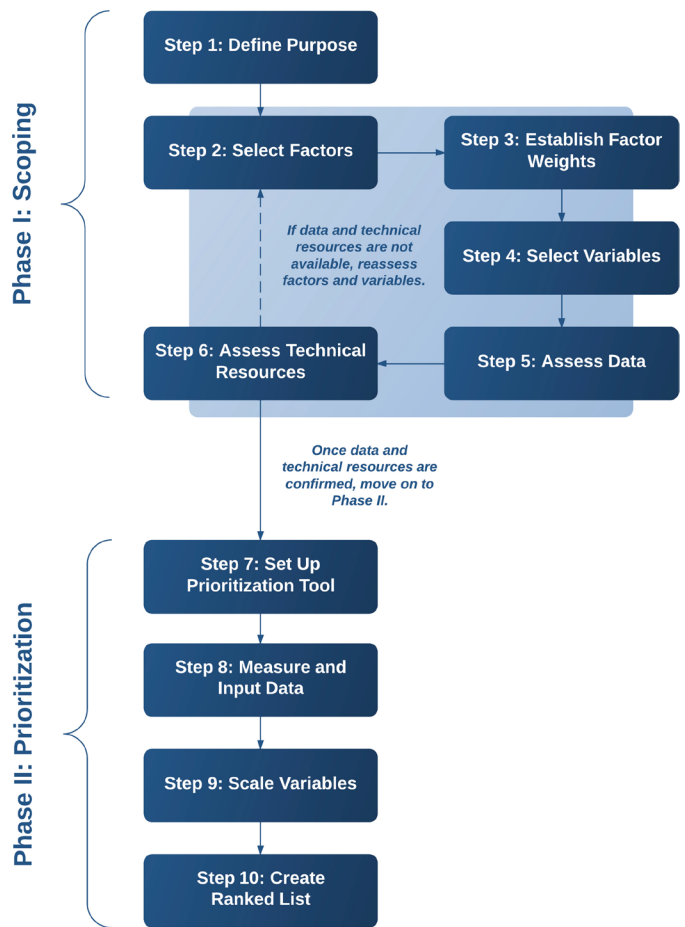 Phase I: Scoping
Step 1: Define Purpose
Step 2: Select Factors
Step 3: Establish Factor
Weights
If data and technical
resources are not
available, reassess
factors and variables.
Step 4: Select Variables
Step 6: Assess Technical
Resources
Step 5: Assess Data
Once data and
technical resources are
confirmed, move on to
Phase II.
Phase II: Prioritization
Step 7: Set Up
Prioritization Tool
Step 8: Measure and
Input Data
Step 9: Scale Variables
Step 10: Create
Ranked List